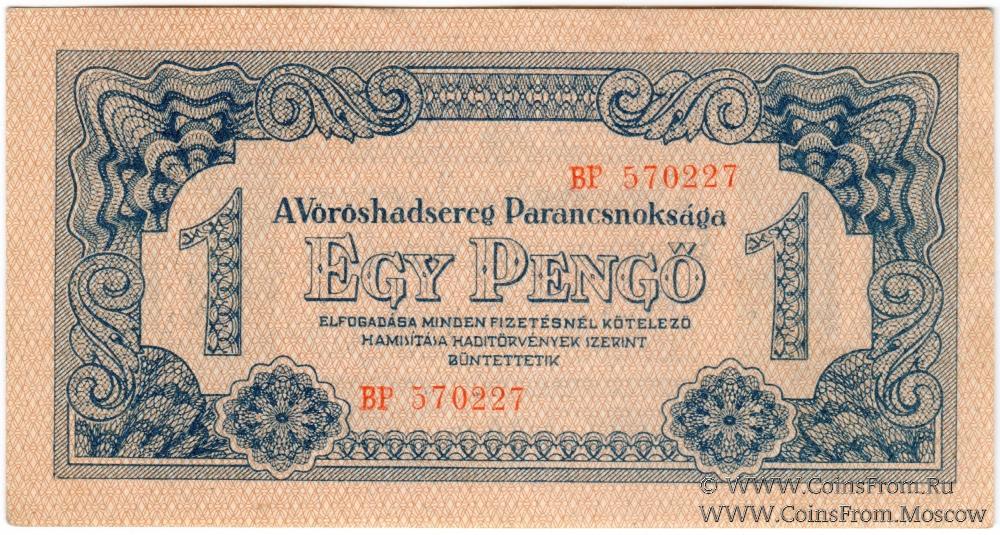 BP 570227
A Vöröshadsereg Parancsnoksága
1 EGY PENGŐ 1
ELFOGADÁSA MINDEN FIZETÉSNÉL KÖTELEZŐ
HAMISÍTÁSA HADITÖRVÉNYEK SZERINT
BÜNTETTETIK
BP 570227
© WWW.CoinsFrom.Ru
WWW.CoinsFrom.Moscow